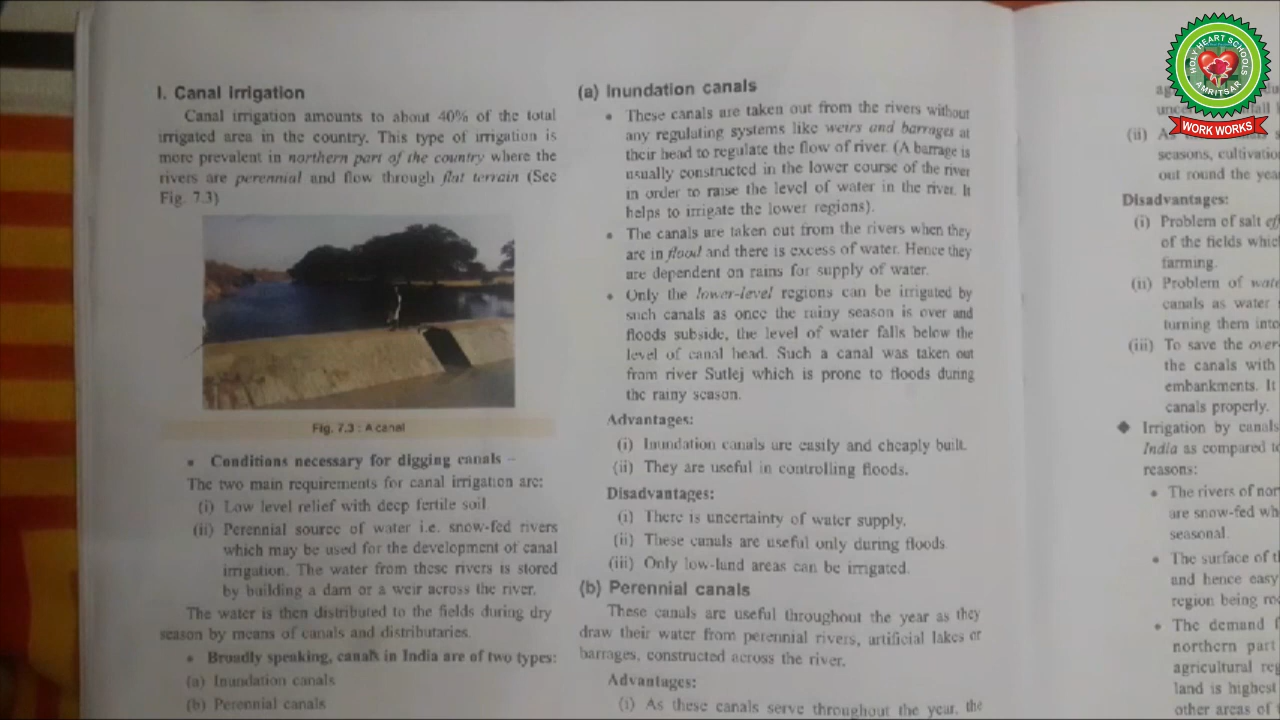 I. Canal irrigation
Canal irrigation amounts to about 40% of the total
irrigated area in the country. This type of irrigation is
more prevalent in northern part of the country where the
rivers are perennial and flow through flat terrain (See
Fig. 7.3)
Fig. 7.3 : A canal
• Conditions necessary for digging canals –
The two main requirements for canal irrigation are:
(i) Low level relief with deep fertile soil
(ii) Perennial source of water i.e. snow-fed rivers
which may be used for the development of canal
irrigation. The water from these rivers is stored
by building a dam or a weir across the river.
The water is then distributed to the fields during dry
season by means of canals and distributaries.
• Broadly speaking, canals in India are of two types:
(a) Inundation canals
(b) Perennial canals
(a) Inundation canals
• These canals are taken out from the rivers without
any regulating systems like weirs and barrages at
their head to regulate the flow of river. (A barrage is
usually constructed in the lower course of the river
in order to raise the level of water in the river. It
helps to irrigate the lower regions).
• The canals are taken out from the rivers when they
are in flood and there is excess of water. Hence they
are dependent on rains for supply of water.
• Only the lower-level regions can be irrigated by
such canals as once the rainy season is over and
floods subside, the level of water falls below the
level of canal head. Such a canal was taken out
from river Sutlej which is prone to floods during
the rainy season.
Advantages:
(i) Inundation canals are easily and cheaply built.
(ii) They are useful in controlling floods.
Disadvantages:
(i) There is uncertainty of water supply.
(ii) These canals are useful only during floods
(iii) Only low-land areas can be irrigated.
(b) Perennial canals
These canals are useful throughout the year as they
draw their water from perennial rivers, artificial lakes or
barrages, constructed across the river.
Advantages:
(i) As these canals serve throughout the year, the
(ii) As
seasons, cultivatio
out round the yea
Disadvantages:
(i) Problem of salt eff
of the fields whic
farming.
(ii) Problem of wate
canals as water
turning them into
(iii) To save the over-
the canals with
embankments. It
canals properly.
◆ Irrigation by canals
India as compared to
reasons:
• The rivers of nor
are snow-fed wh
seasonal.
• The surface of t
and hence easy
region being ro
• The demand f
northern part
agricultural reg
land is highest
other areas of
HOLY HEART SCHOOLS
AMRITSAR
WORK WORKS